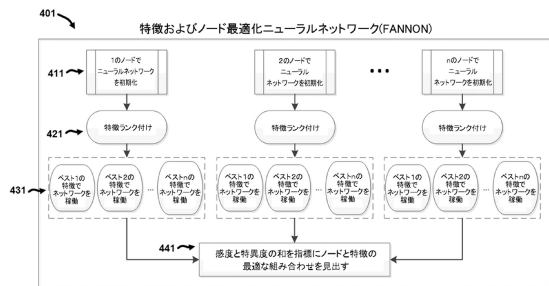 401
特徴およびノード最適化ニューラルネットワーク(FANNON)
411
1のノードで
ニューラルネットワーク
を初期化
2のノードで
ニューラル
ネットワークを初期化
nのノードで
ニューラル
ネットワークを初期化
421
特徴ランク付け
特徴ランク付け
特徴ランク付け
431
ベスト1の
特徴で
ネットワークを
稼働
ベスト2の
特徴で
ネットワークを
稼働
...
ベストnの
特徴で
ネットワークを
稼働
ベスト1の
特徴で
ネットワークを
稼働
ベスト2の
特徴で
ネットワークを
稼働
...
ベストnの
特徴で
ネットワークを
稼働
ベスト1の
特徴で
ネットワークを
稼働
ベスト2の
特徴で
ネットワークを
稼働
...
ベストnの
特徴で
ネットワークを
稼働
441
感度と特異度の和を指標にノードと特徴の
最適な組み合わせを見出す